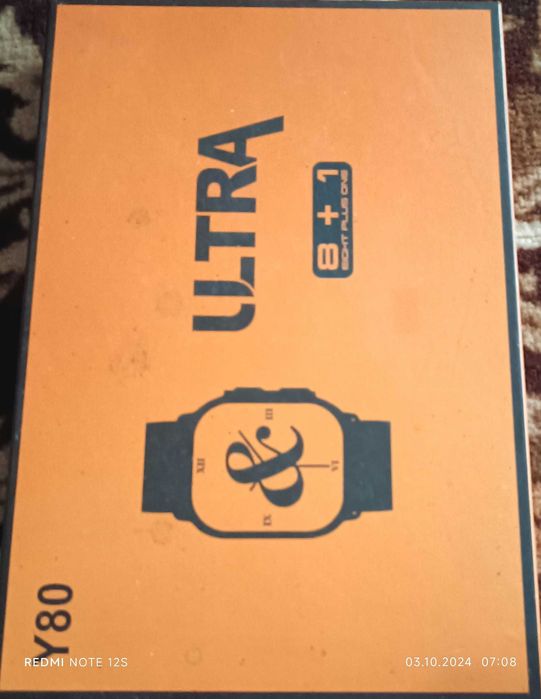 ULTRA
8 + 1
EIGHT PLUS ONE
XII
III
&
VI
IX
Y80
REDMI NOTE 12S
03.10.2024 07:08